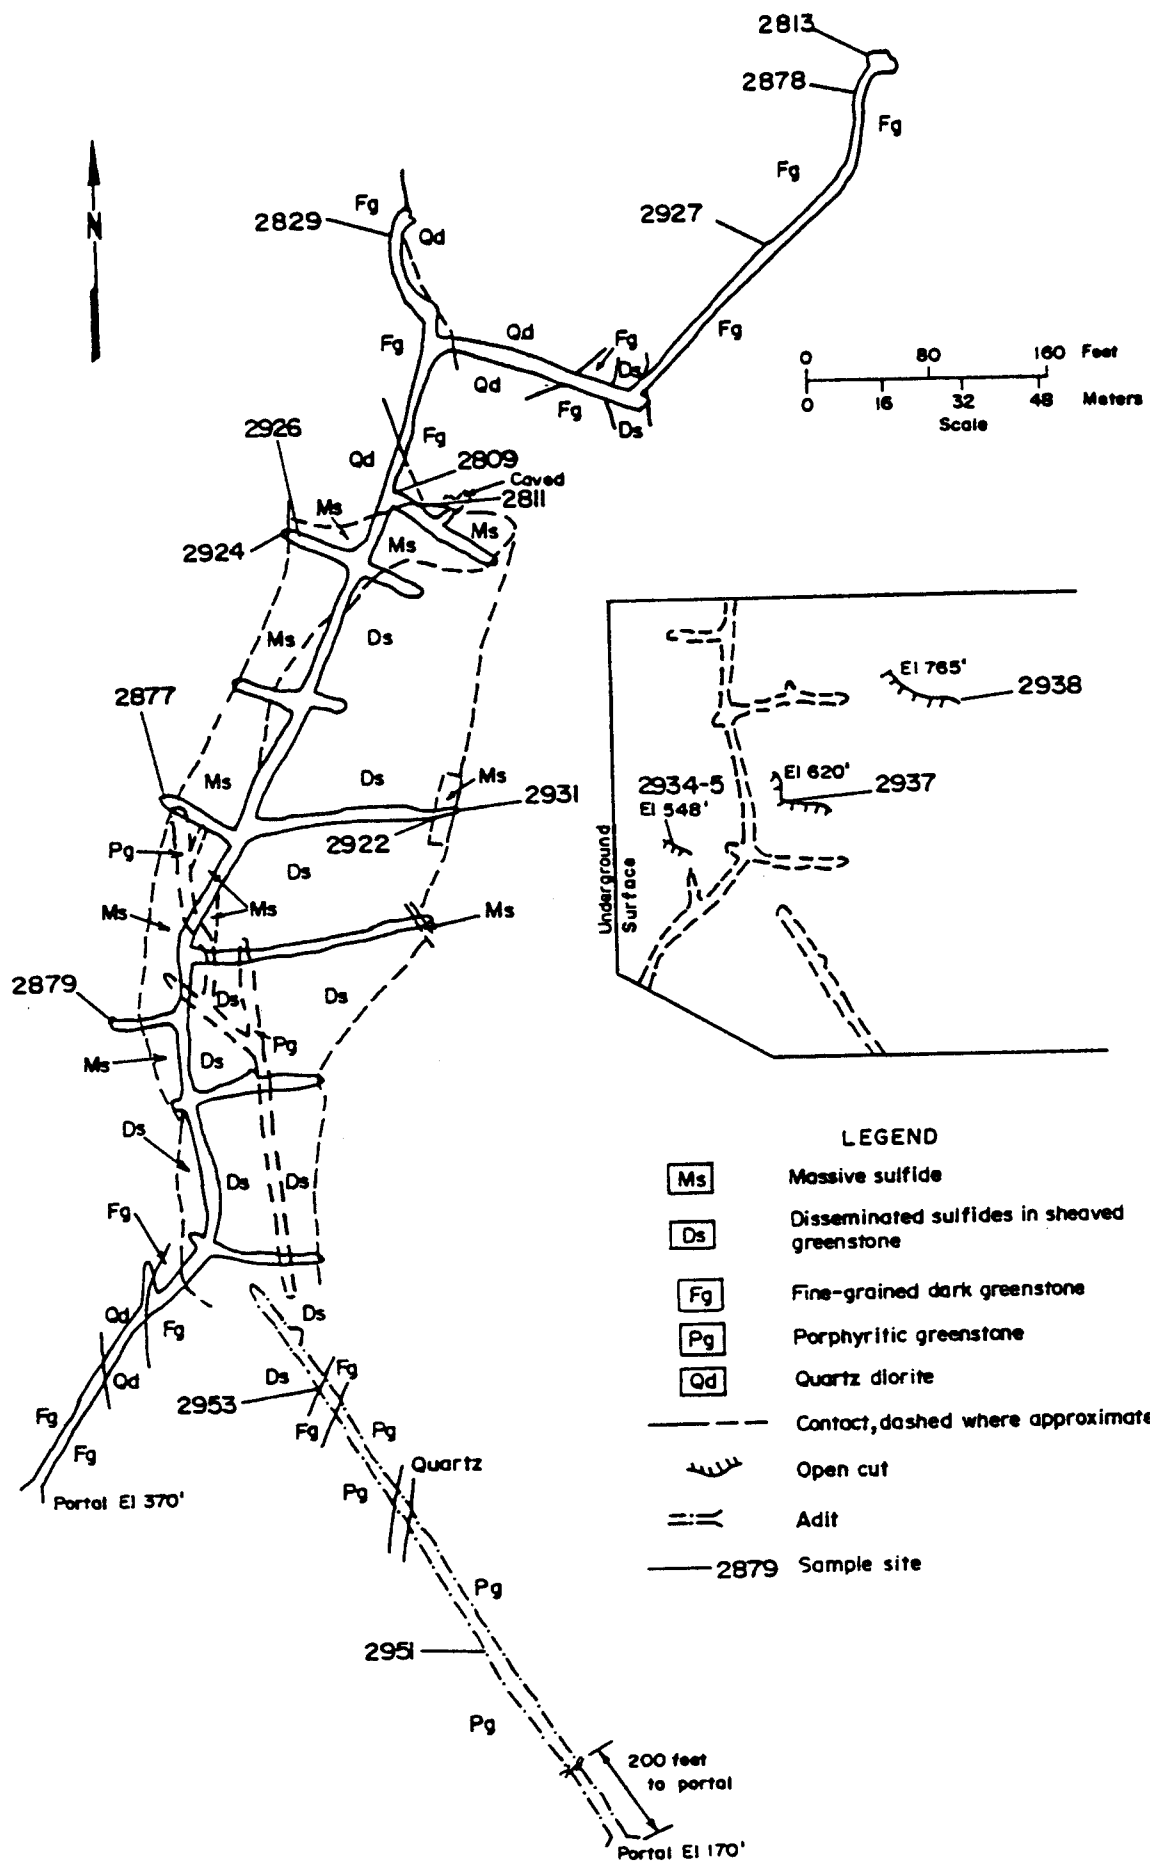 2813
2878
Fg
Fg
Fg
2927
2829
Qd
N
Qd
Fg
Fg
Fg
Ds
Qd
Fg
Ds
0 80 160 Feet
0 16 32 48 Meters
Scale
2926
Fg
Qd
2809
Caved
2811
Ms
Ms
Ms
2924
Ms
Ds
El 765'
2938
2877
Ms
Ds
Ms
2931
2934-5
El 620'
2937
El 548'
2922
Pg
Ds
Ms
Ms
Ms
Underground
Surface
2879
Ds
Ds
Pg
Ms
Ds
Ds
Ds
Ds
Fg
Qd
Fg
Ds
Qd
Ds
Fg
2953
Fg
Pg
Fg
Fg
Quartz
Pg
Portal El 370'
Pg
2951
Pg
200 feet
to portal
Portal El 170'
LEGEND
Ms Massive sulfide
Ds Disseminated sulfides in sheaved
greenstone
Fg Fine-grained dark greenstone
Pg Porphyritic greenstone
Qd Quartz diorite
Contact, dashed where approximate
Open cut
Adit
2879 Sample site